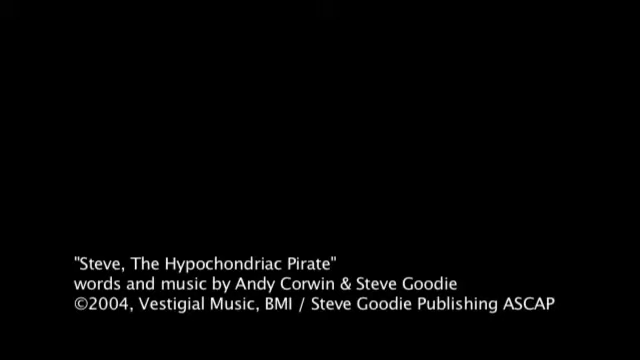 "Steve, The Hypochondriac Pirate"
words and music by Andy Corwin & Steve Goodie
©2004, Vestigial Music, BMI / Steve Goodie Publishing ASCAP